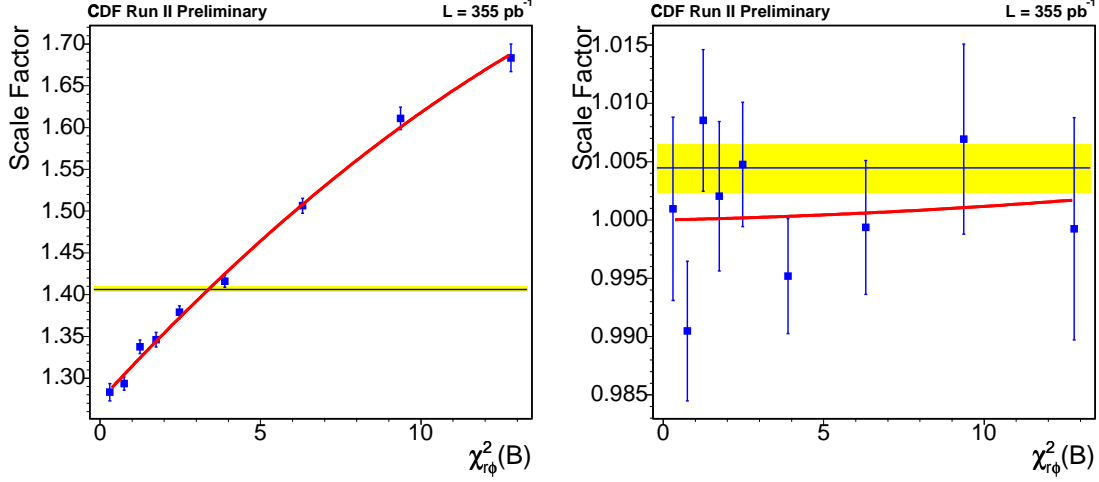 CDF Run II Preliminary L = 355 pb⁻¹
Scale Factor
1.70
1.65
1.60
1.55
1.50
1.45
1.40
1.35
1.30
0 5 10
χ²rϕ(B)
CDF Run II Preliminary L = 355 pb⁻¹
Scale Factor
1.015
1.010
1.005
1.000
0.995
0.990
0.985
0 5 10
χ²rϕ(B)